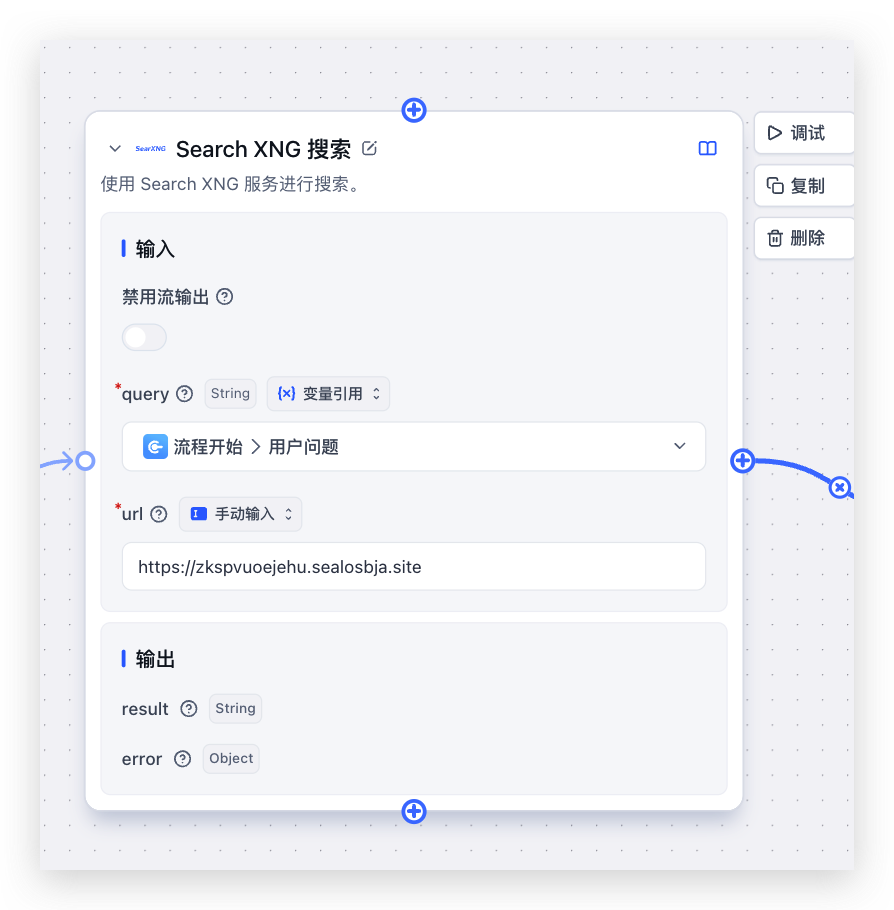 SearXNG Search XNG 搜索
使用 Search XNG 服务进行搜索。
调试
复制
删除
输入
禁用流输出
*query String {x} 变量引用
流程开始 > 用户问题
*url 手动输入
https://zkspvuoejehu.sealosbja.site
输出
result String
error Object